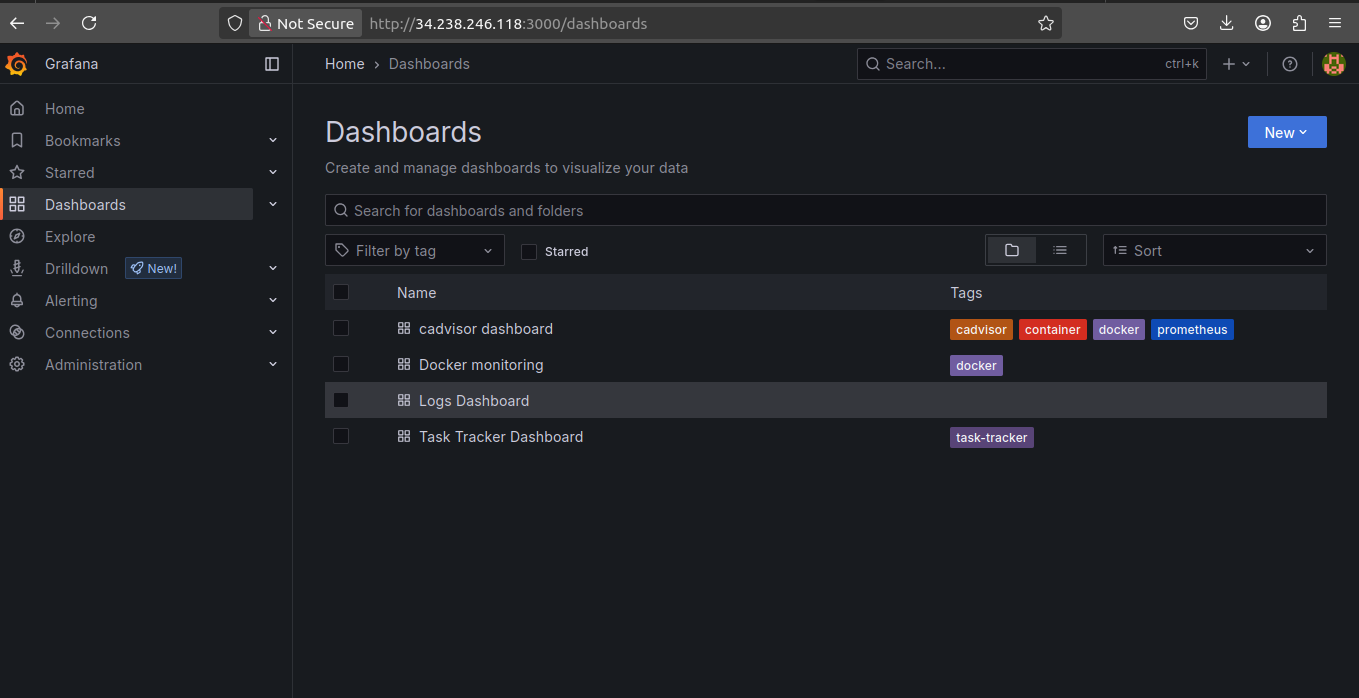 Not Secure http://34.238.246.118:3000/dashboards
Grafana
Home › Dashboards
Search... ctrl+k
Home
Bookmarks
Starred
Dashboards
Explore
Drilldown New!
Alerting
Connections
Administration
Dashboards
New
Create and manage dashboards to visualize your data
Search for dashboards and folders
Filter by tag Starred Sort
Name Tags
cadvisor dashboard cadvisor container docker prometheus
Docker monitoring docker
Logs Dashboard
Task Tracker Dashboard task-tracker